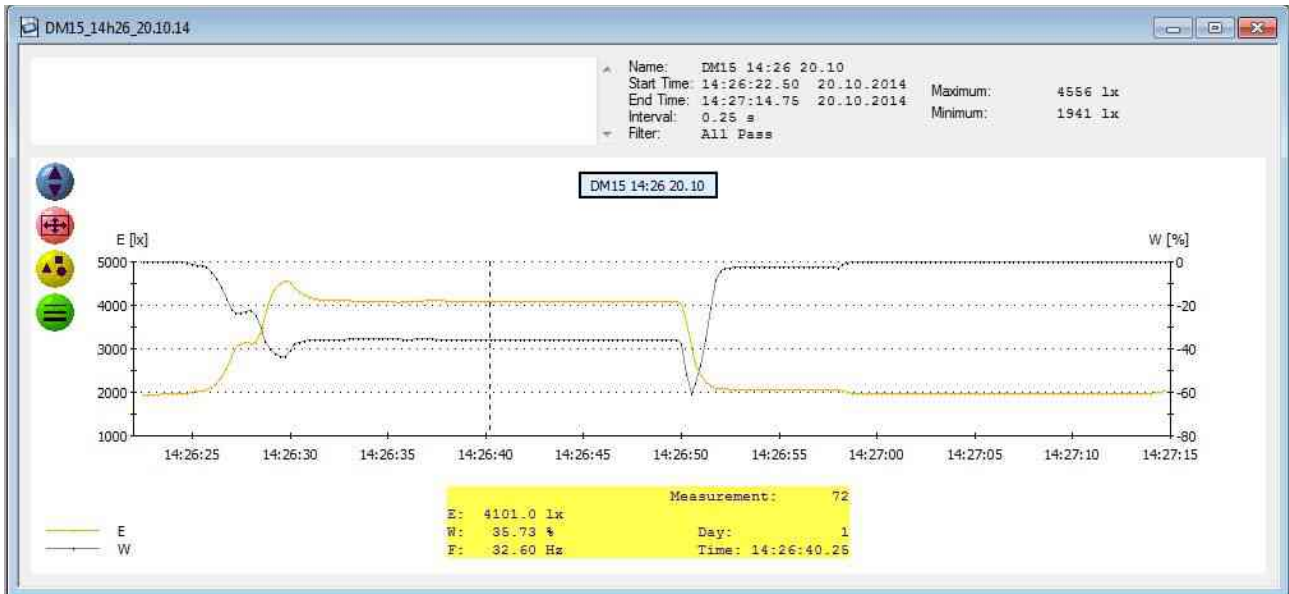 DM15_14h26_20.10.14
Name: DM15 14:26 20.10
Start Time: 14:26:22.50 20.10.2014
End Time: 14:27:14.75 20.10.2014
Interval: 0.25 s
Filter: All Pass
Maximum: 4556 lx
Minimum: 1941 lx
DM15 14:26 20.10
E [lx]
W [%]
5000
4000
3000
2000
1000
0
-20
-40
-60
-80
14:26:25 14:26:30 14:26:35 14:26:40 14:26:45 14:26:50 14:26:55 14:27:00 14:27:05 14:27:10 14:27:15
Measurement: 72
E: 4101.0 lx
W: 35.73 % Day: 1
F: 32.60 Hz Time: 14:26:40.25
E
W